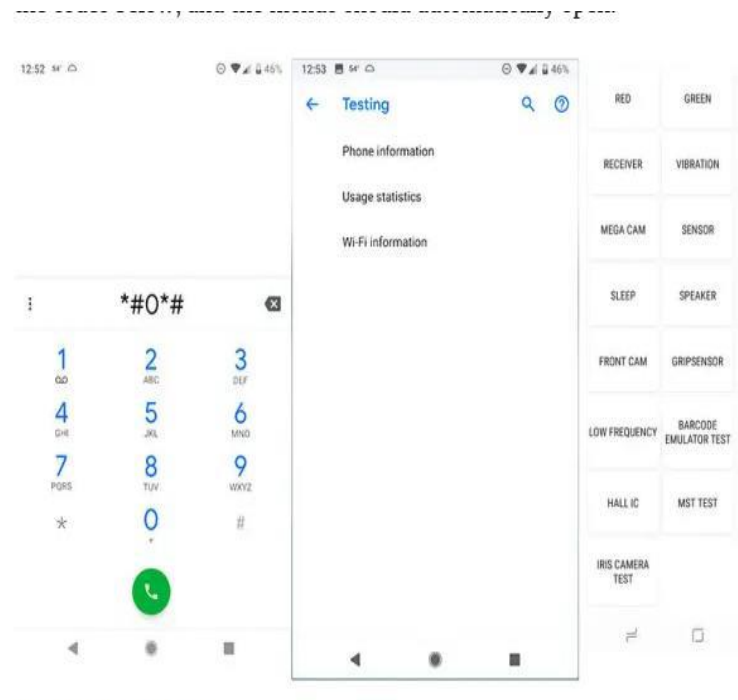 12:52 54°
46%
*#0*#
1
2
ABC
3
DEF
4
GHI
5
JKL
6
MNO
7
PQRS
8
TUV
9
WXYZ
*
0
+
#
12:53 54°
46%
Testing
Phone information
Usage statistics
Wi-Fi information
RED
GREEN
RECEIVER
VIBRATION
MEGA CAM
SENSOR
SLEEP
SPEAKER
FRONT CAM
GRIPSENSOR
LOW FREQUENCY
BARCODE
EMULATOR TEST
HALL IC
MST TEST
IRIS CAMERA
TEST